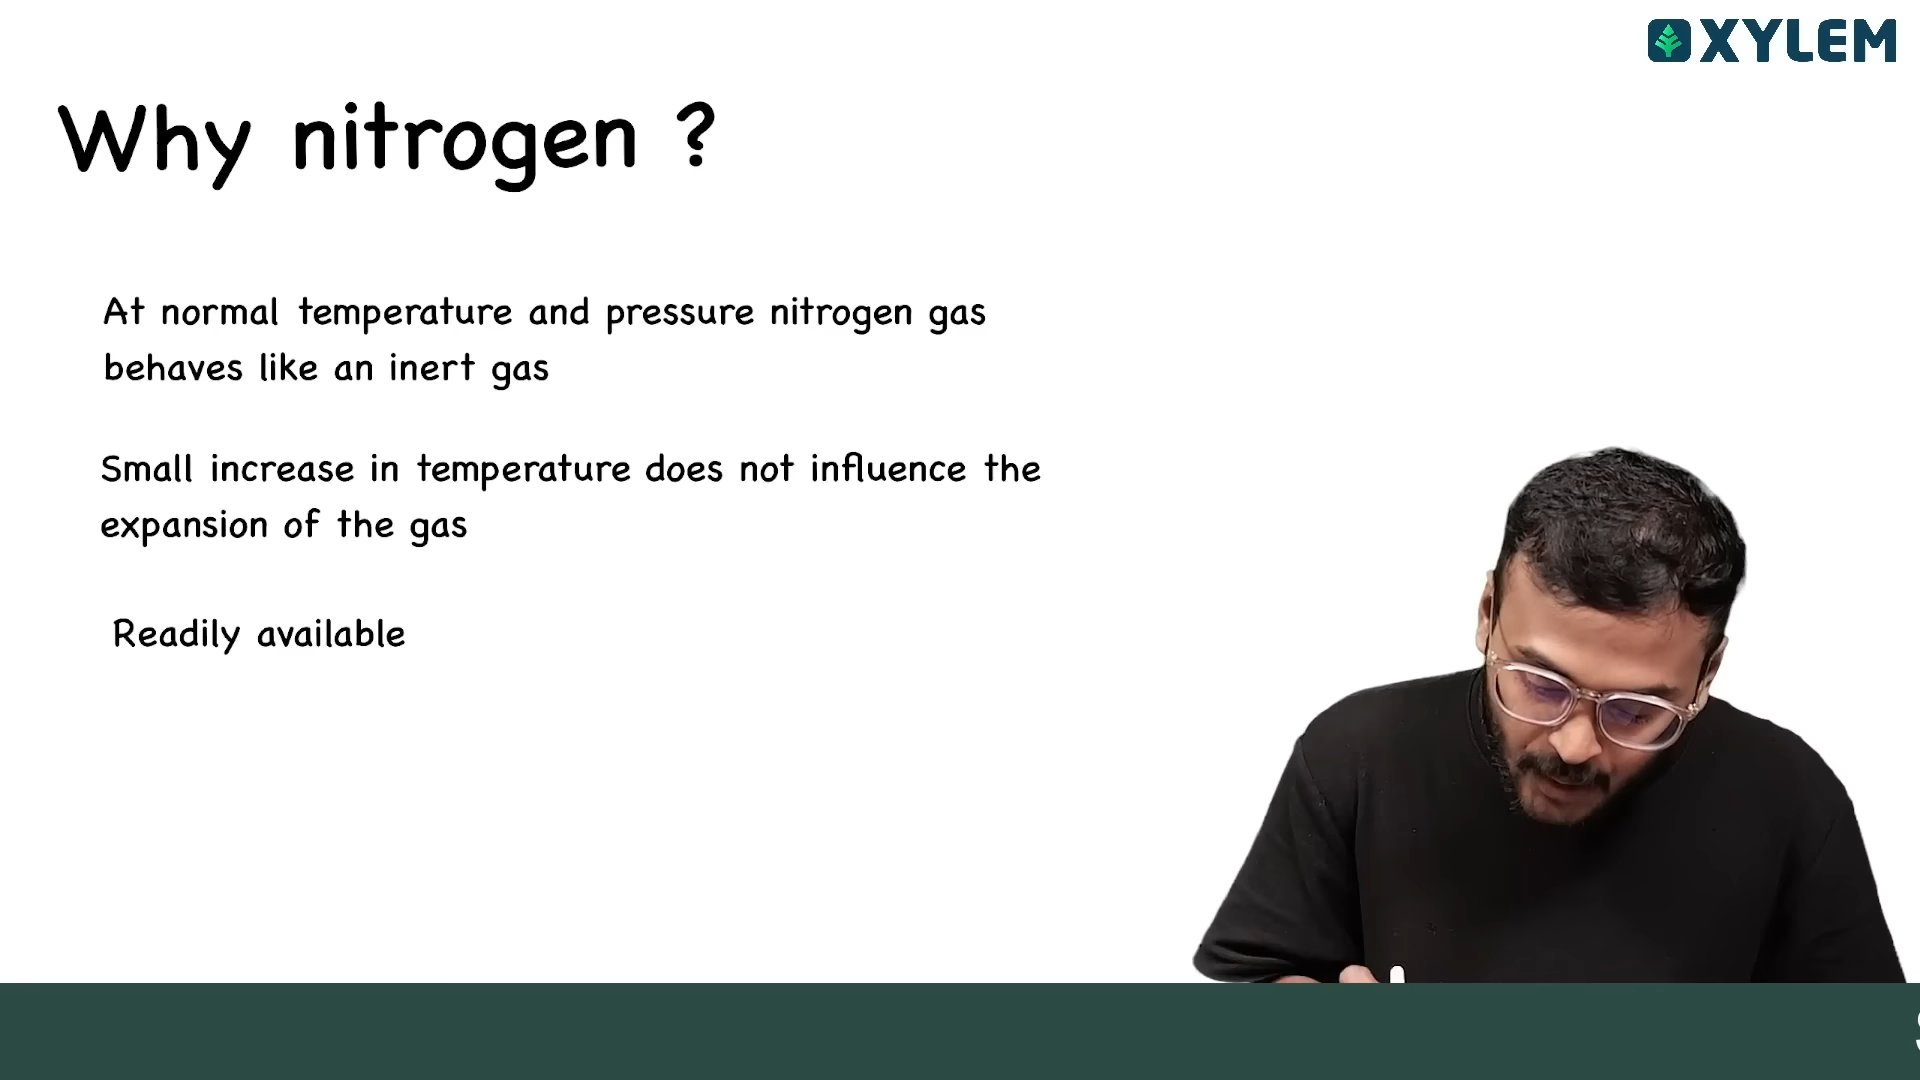 XYLEM
Why nitrogen ?
At normal temperature and pressure nitrogen gas
behaves like an inert gas
Small increase in temperature does not influence the
expansion of the gas
Readily available